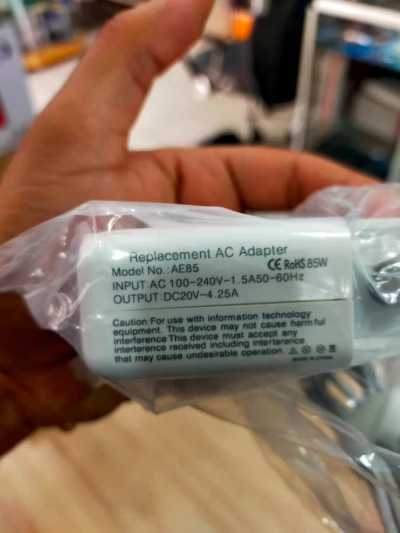 Replacement AC Adapter
Model No.: AE85 CE RoHS 85W
INPUT: AC 100-240V-1.5A50-60Hz
OUTPUT:DC20V-4.25A
Caution:For use with information technology
equipment. This device may not cause harm ful
interference This device must accept any
interference received including interference
that may cause undesirable operation.
MADE IN CHINA